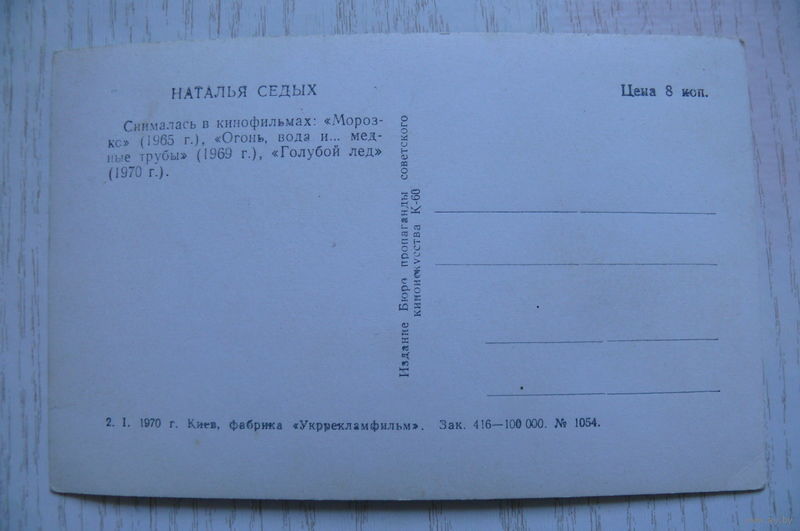 НАТАЛЬЯ СЕДЫХ
Цена 8 коп.
Снималась в кинофильмах: «Мороз-
ко» (1965 г.), «Огонь, вода и... мед-
ные трубы» (1969 г.), «Голубой лед»
(1970 г.).
Издание Бюро пропаганды советского
киноискусства К-60
2. I. 1970 г. Киев, фабрика «Укррекламфильм». Зак. 416—100 000. № 1054.